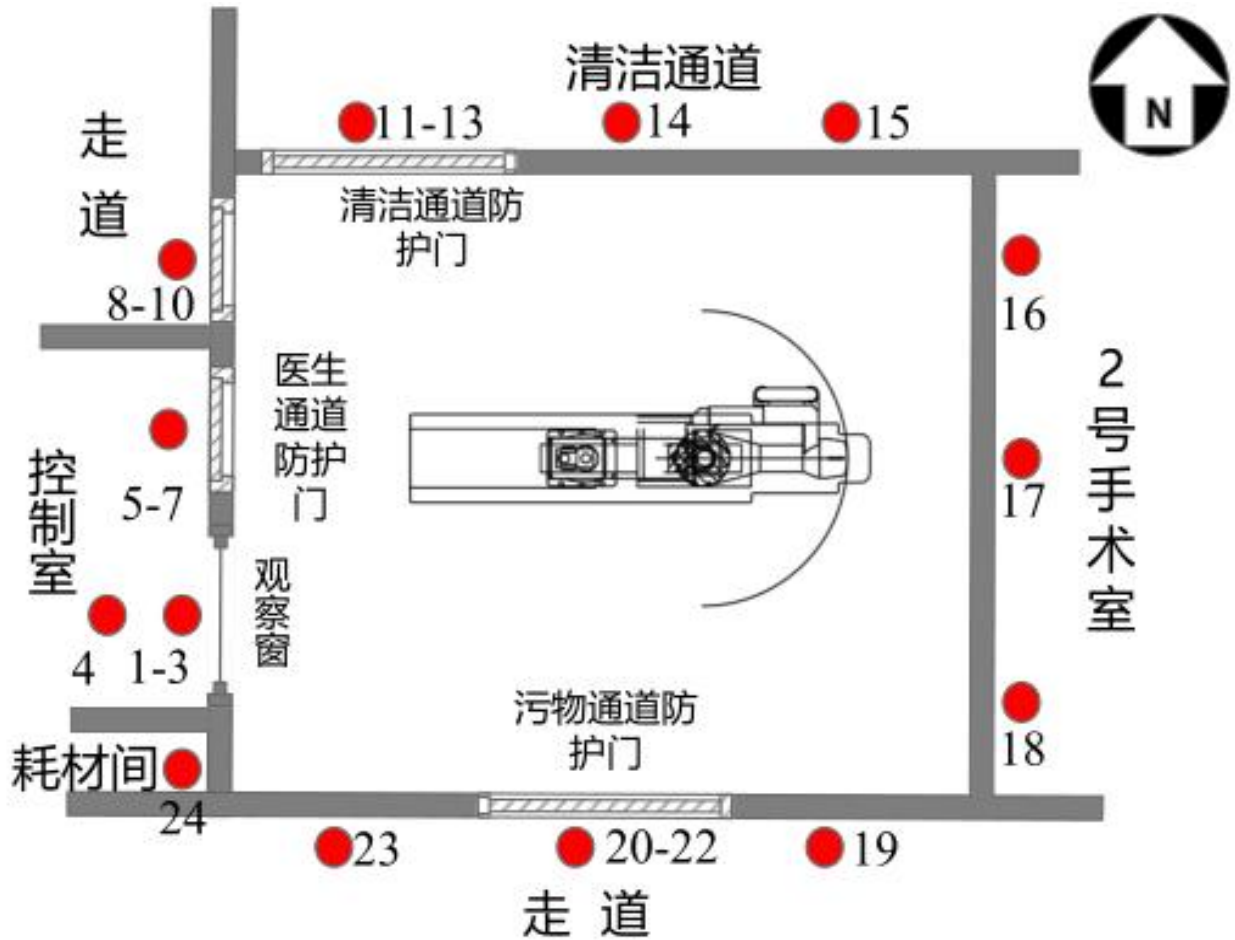 清洁通道
11-13
14
15
N
走
道
清洁通道防
护门
8-10
16
医生
通道
防护
门
2
号
手
术
室
控
制
室
5-7
17
观
察
窗
4
1-3
污物通道防
护门
18
耗材间
24
23
20-22
19
走 道